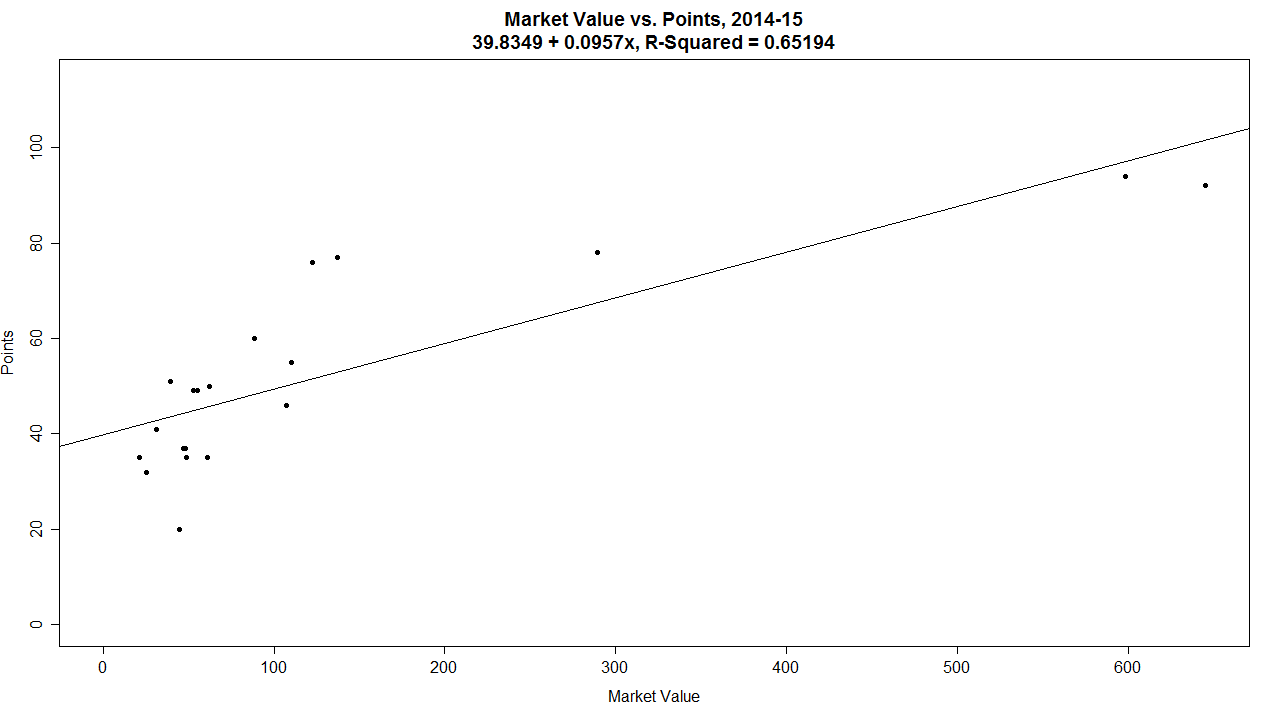 Market Value vs. Points, 2014-15
39.8349 + 0.0957x, R-Squared = 0.65194
Points
100
80
60
40
20
0
0 100 200 300 400 500 600
Market Value